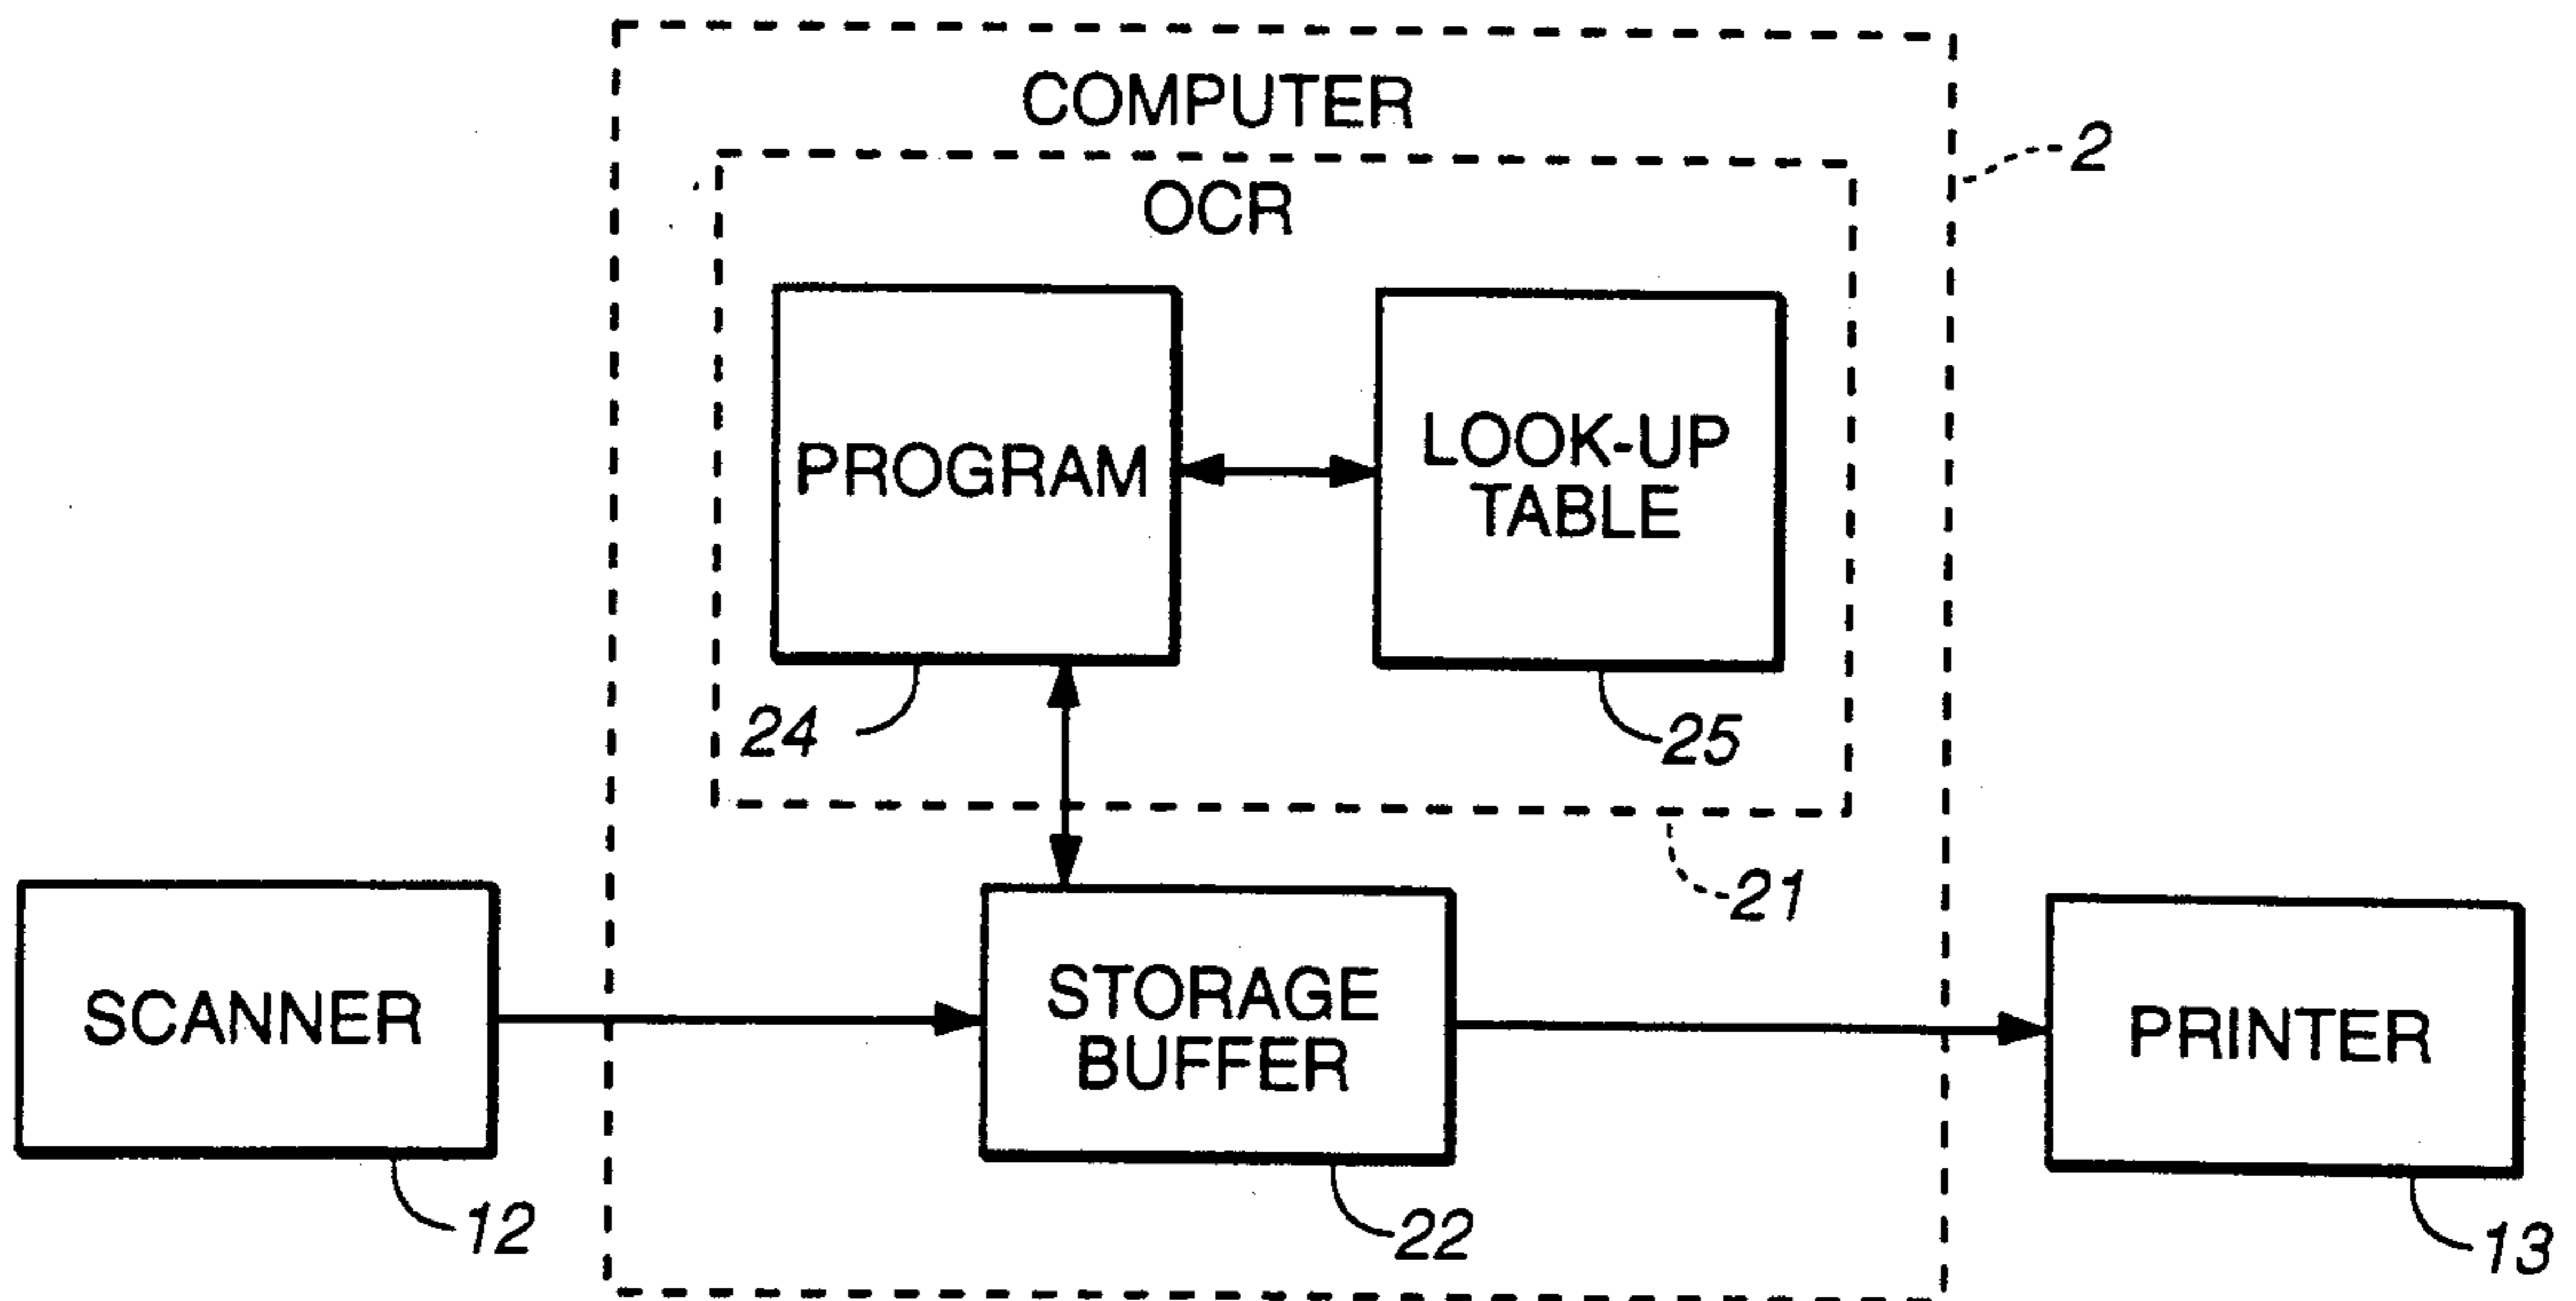 COMPUTER
2
OCR
PROGRAM
LOOK-UP
TABLE
24
25
21
SCANNER
STORAGE
BUFFER
PRINTER
12
22
13